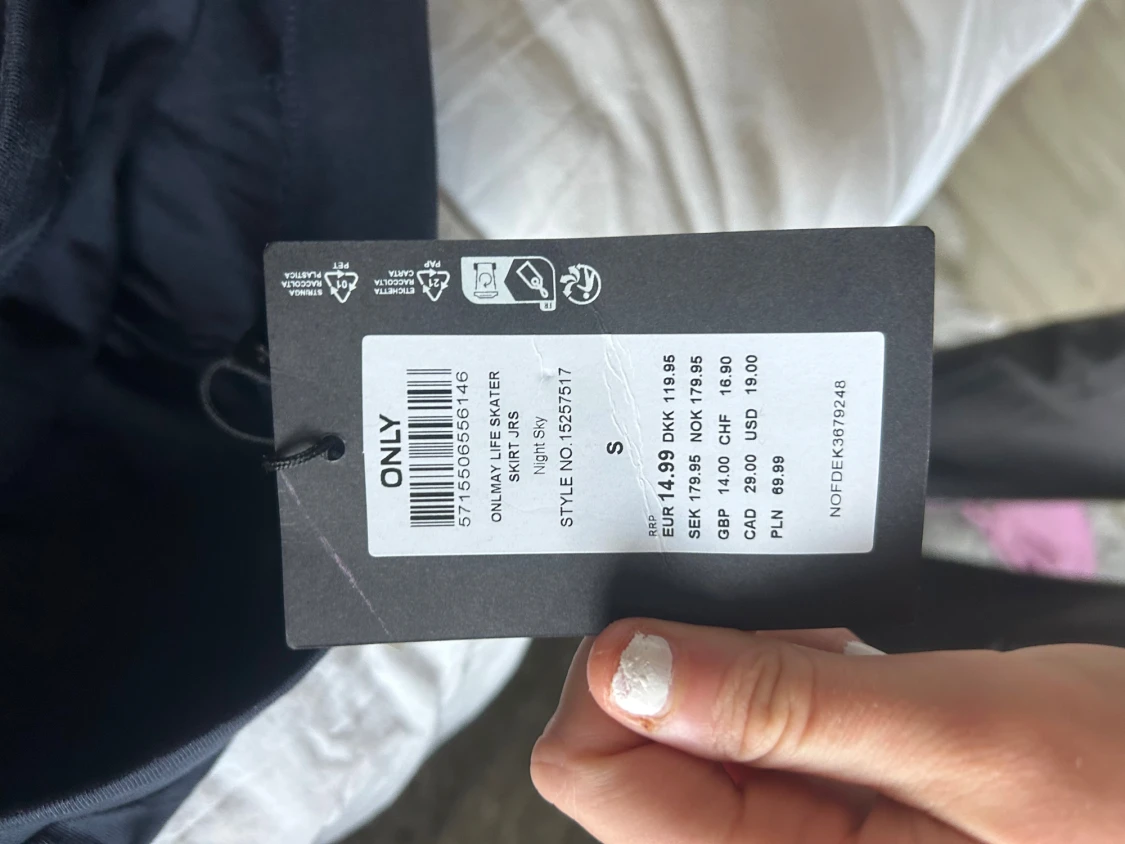 STRINGA
RACCOLTA
PLASTICA
01
PET
ETICHETTA
RACCOLTA
CARTA
21
PAP
FR
ONLY
5715506556146
ONLMAY LIFE SKATER
SKIRT JRS
Night Sky
STYLE NO.15257517
S
RRP
EUR 14.99 DKK 119.95
SEK 179.95 NOK 179.95
GBP 14.00 CHF 16.90
CAD 29.00 USD 19.00
PLN 69.99
NOFDEK3679248